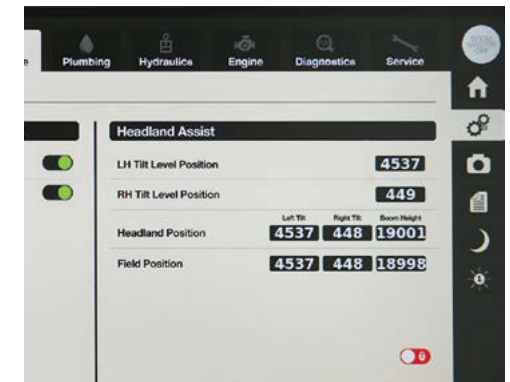 Plumbing Hydraulics Engine Diagnostics Service
Headland Assist
LH Tilt Level Position 4537
RH Tilt Level Position 449
Left Tilt Right Tilt Boom Height
Headland Position 4537 448 19001
Field Position 4537 448 18998